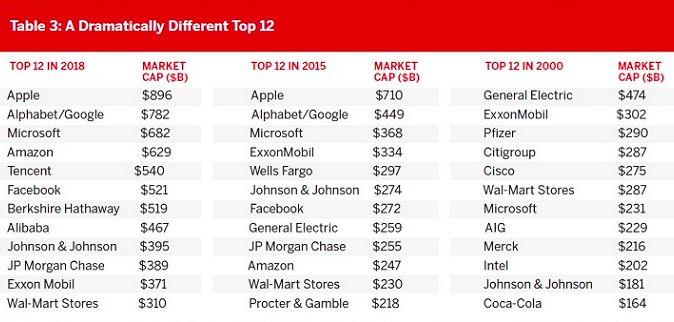 Table 3: A Dramatically Different Top 12
TOP 12 IN 2018 MARKET CAP ($B) TOP 12 IN 2015 MARKET CAP ($B) TOP 12 IN 2000 MARKET CAP ($B)
Apple $896 Apple $710 General Electric $474
Alphabet/Google $782 Alphabet/Google $449 ExxonMobil $302
Microsoft $682 Microsoft $368 Pfizer $290
Amazon $629 ExxonMobil $334 Citigroup $287
Tencent $540 Wells Fargo $297 Cisco $275
Facebook $521 Johnson & Johnson $274 Wal-Mart Stores $287
Berkshire Hathaway $519 Facebook $272 Microsoft $231
Alibaba $467 General Electric $259 AIG $229
Johnson & Johnson $395 JP Morgan Chase $255 Merck $216
JP Morgan Chase $389 Amazon $247 Intel $202
Exxon Mobil $371 Wal-Mart Stores $230 Johnson & Johnson $181
Wal-Mart Stores $310 Procter & Gamble $218 Coca-Cola $164